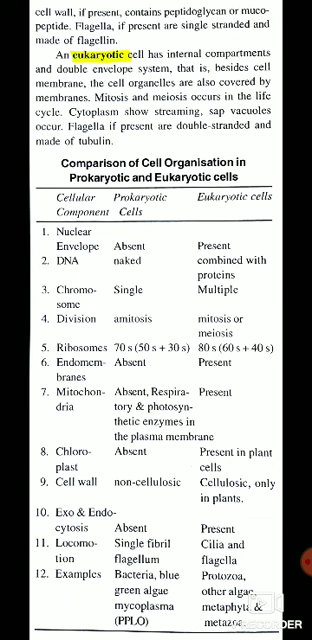 cell wall, if present, contains peptidoglycan or muco-
peptide. Flagella, if present are single stranded and
made of flagellin.
An eukaryotic cell has internal compartments
and double envelope system, that is, besides cell
membrane, the cell organelles are also covered by
membranes. Mitosis and meiosis occurs in the life
cycle. Cytoplasm show streaming, sap vacuoles
occur. Flagella if present are double-stranded and
made of tubulin.
Comparison of Cell Organisation in
Prokaryotic and Eukaryotic cells
Cellular Prokaryotic Eukaryotic cells
Component Cells
1. Nuclear
Envelope Absent Present
2. DNA naked combined with
proteins
3. Chromo- Single Multiple
some
4. Division amitosis mitosis or
meiosis
5. Ribosomes 70 s (50 s + 30 s) 80 s (60 s + 40 s)
6. Endomem- Absent Present
branes
7. Mitochon- Absent, Respira- Present
dria tory & photosyn-
thetic enzymes in
the plasma membrane
8. Chloro- Absent Present in plant
plast cells
9. Cell wall non-cellulosic Cellulosic, only
in plants.
10. Exo & Endo-
cytosis Absent Present
11. Locomo- Single fibril Cilia and
tion flagellum flagella
12. Examples Bacteria, blue Protozoa,
green algae other algae,
mycoplasma metaphyta &
(PPLO) metazoa.